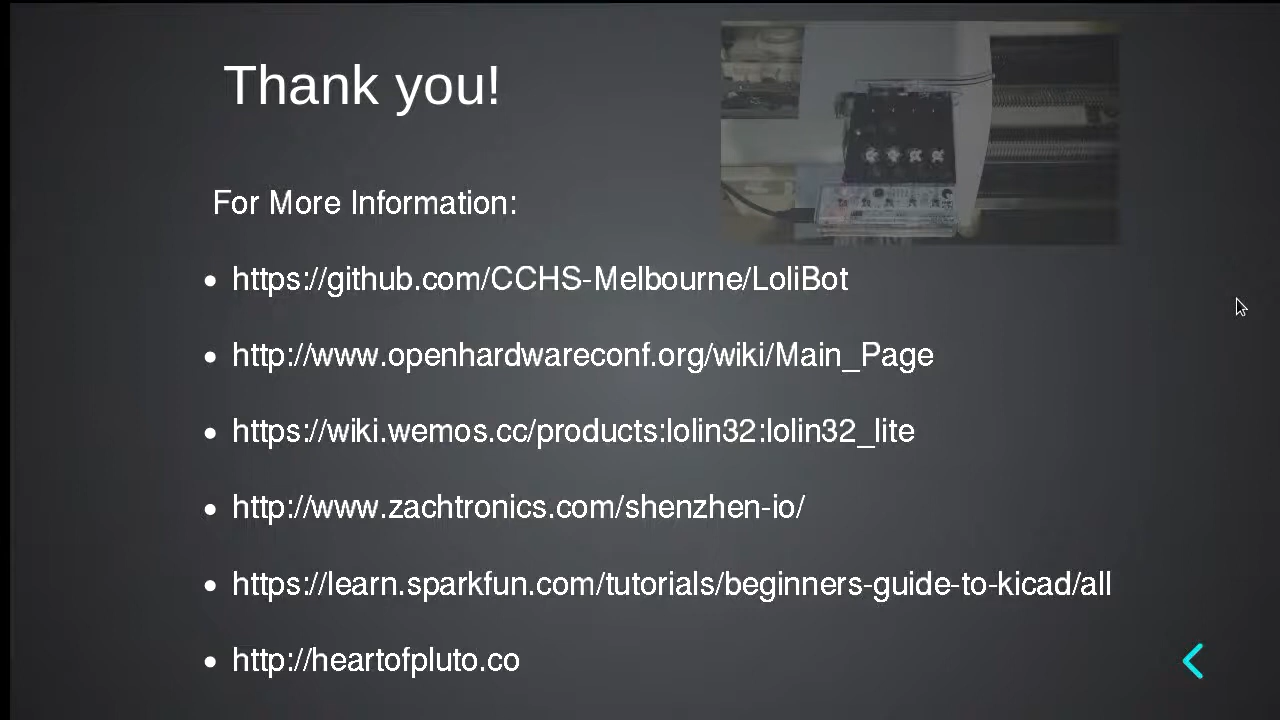 Thank you!
For More Information:
https://github.com/CCHS-Melbourne/LoliBot
http://www.openhardwareconf.org/wiki/Main_Page
https://wiki.wemos.cc/products:lolin32:lolin32_lite
http://www.zachtronics.com/shenzhen-io/
https://learn.sparkfun.com/tutorials/beginners-guide-to-kicad/all
http://heartofpluto.co